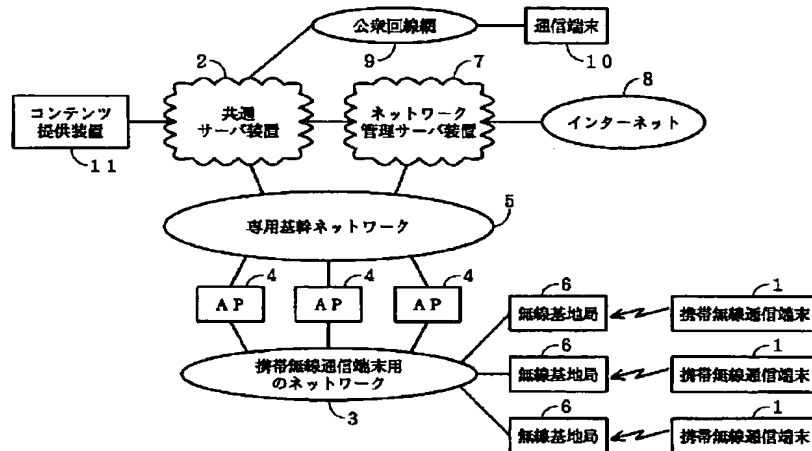 公衆回線網
9
通信端末
10
2
共通
サーバ装置
7
ネットワーク
管理サーバ装置
8
インターネット
コンテンツ
提供装置
11
専用基幹ネットワーク
5
AP
4
AP
4
AP
4
携帯無線通信端末用
のネットワーク
3
6
無線基地局
1
携帯無線通信端末
6
無線基地局
1
携帯無線通信端末
6
無線基地局
1
携帯無線通信端末